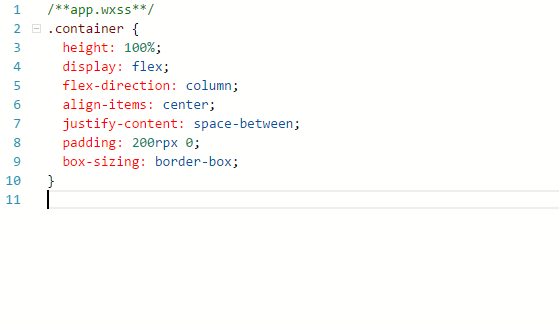 1 /**app.wxss**/
2 .container {
3 height: 100%;
4 display: flex;
5 flex-direction: column;
6 align-items: center;
7 justify-content: space-between;
8 padding: 200rpx 0;
9 box-sizing: border-box;
10 }
11